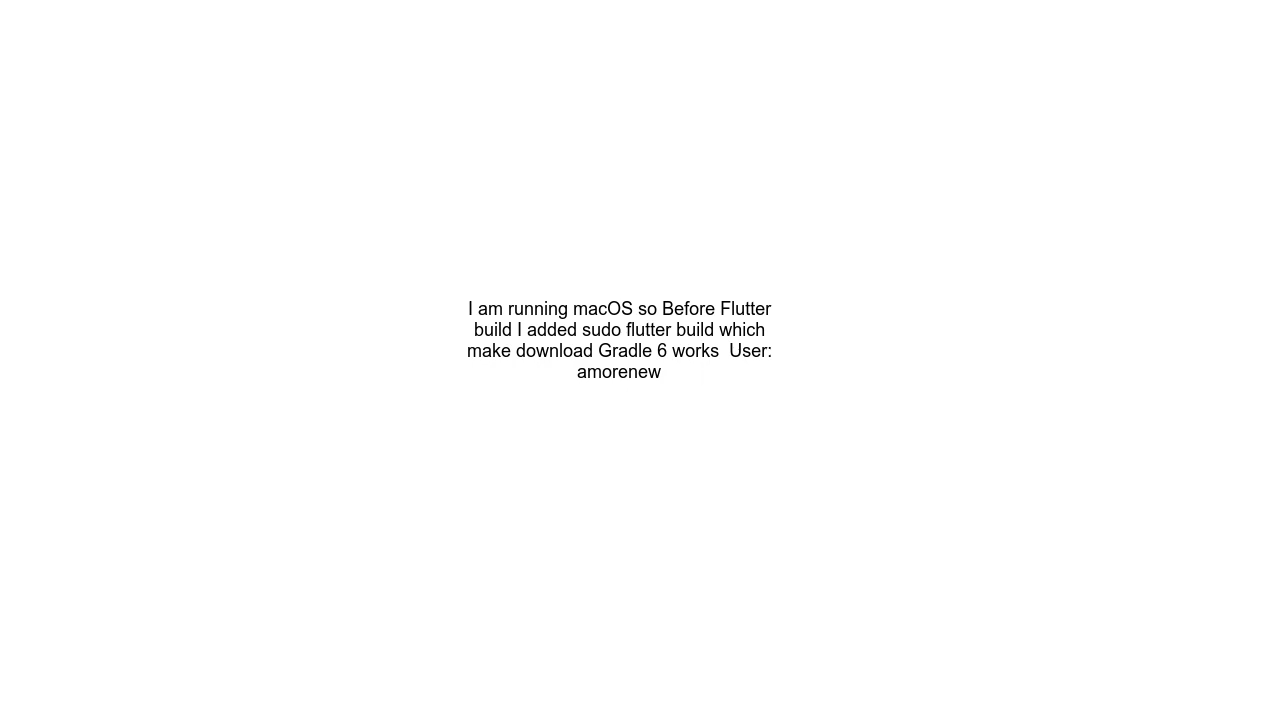 I am running macOS so Before Flutter
build I added sudo flutter build which
make download Gradle 6 works  User:
amorenew